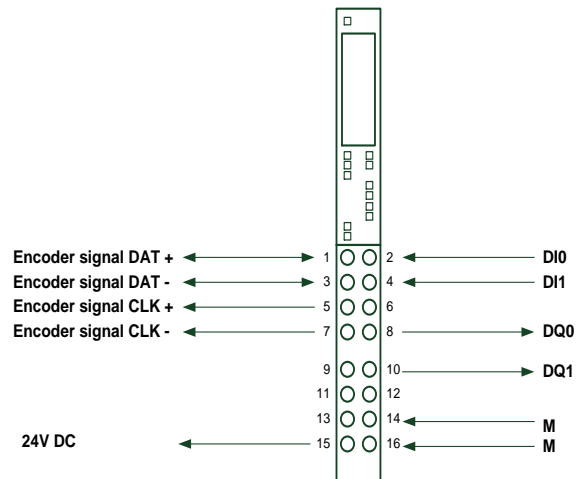 Encoder signal DAT + 1 2 DI0
Encoder signal DAT - 3 4 DI1
Encoder signal CLK + 5 6
Encoder signal CLK - 7 8 DQ0
9 10 DQ1
11 12
13 14 M
24V DC 15 16 M